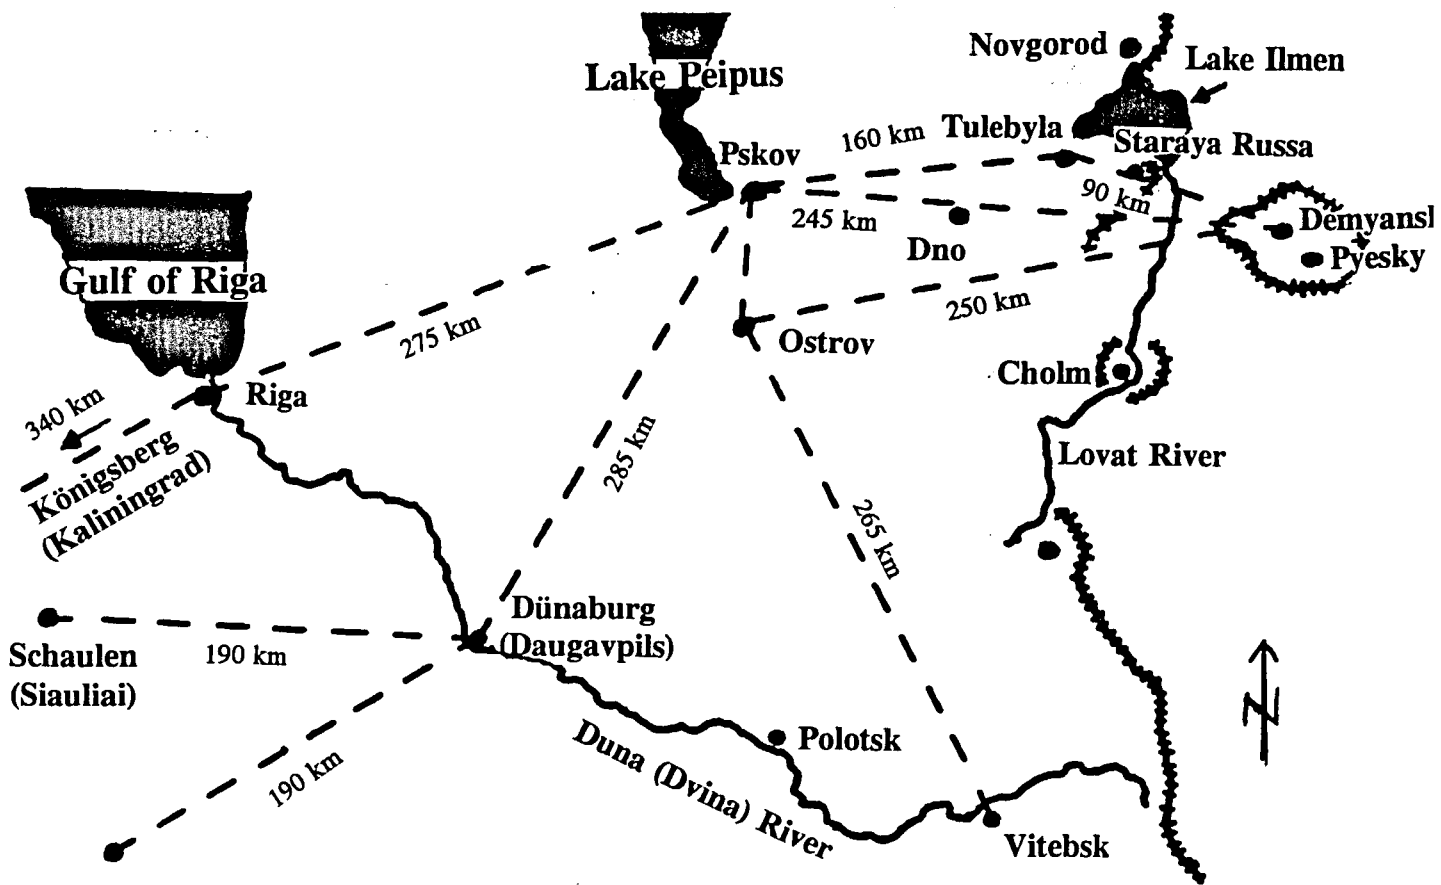 Novgorod
Lake Ilmen
Lake Peipus
Tulebyla
160 km
Staraya Russa
Pskov
90 km
245 km
Demyansl
Dno
Pyesky
Gulf of Riga
250 km
275 km
Ostrov
Cholm
Riga
340 km
Königsberg
(Kaliningrad)
285 km
Lovat River
265 km
Dünaburg
(Daugavpils)
Schaulen
(Siauliai)
190 km
N
Polotsk
Duna (Dvina) River
190 km
Vitebsk